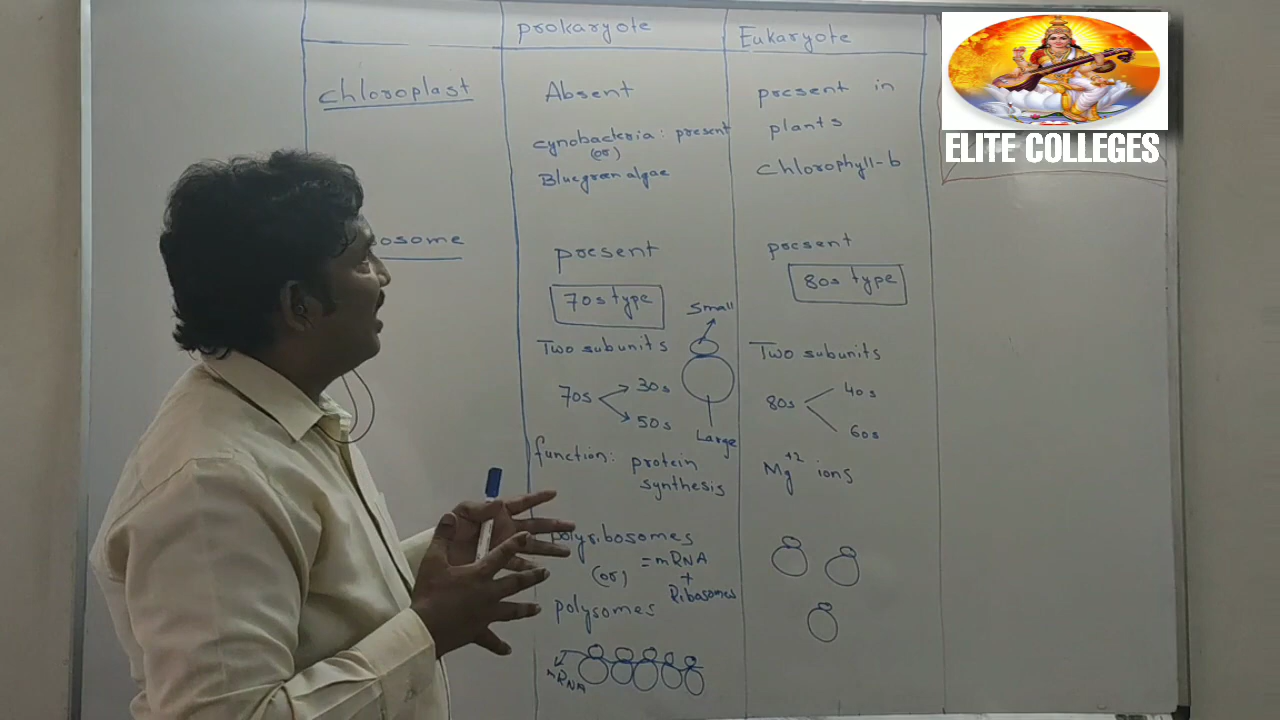 prokaryote
Eukaryote
chloroplast
Absent
cynobacteria: present
(or)
Bluegreen algae
present in
plants
Chlorophyll-b
osome
present
70s type
Two subunits
70s
30s
50s
Small
Large
function: protein
synthesis
polyribosomes
(or)
polysomes
=mRNA
+
Ribosomes
mRNA
present
80s type
Two subunits
80s
40s
60s
Mg+2 ions
ELITE COLLEGES